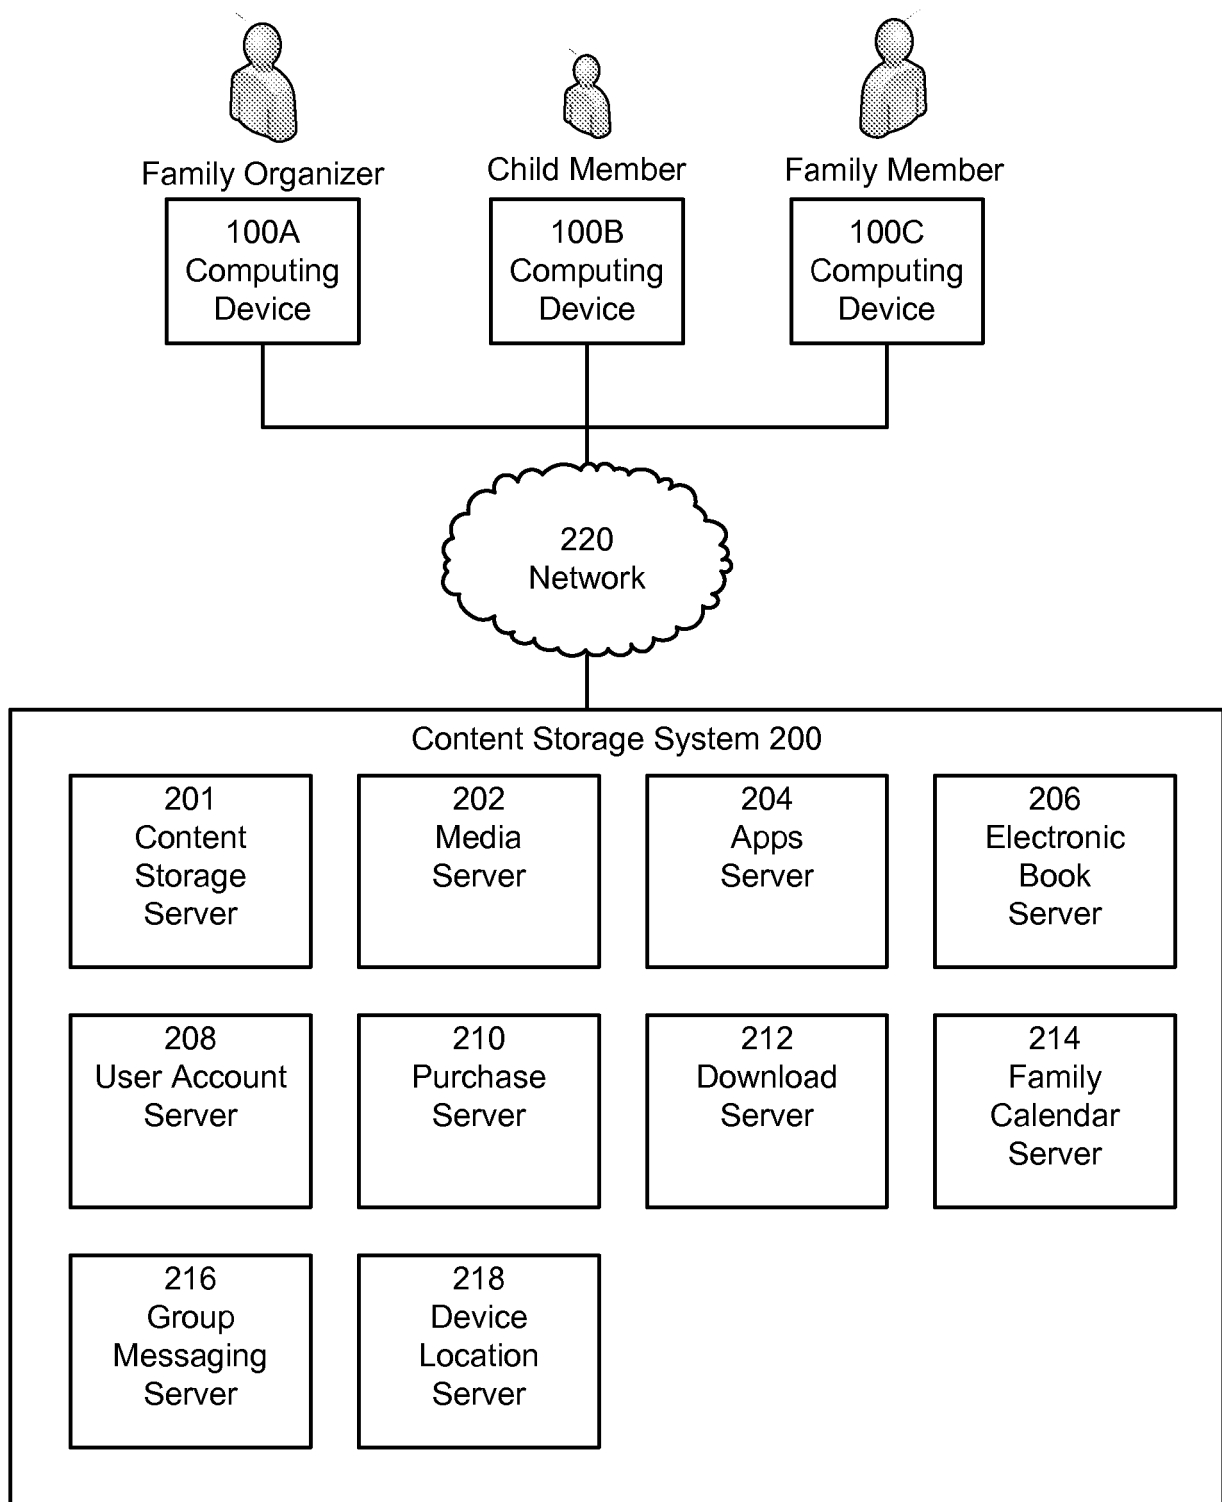 Family Organizer
Child Member
Family Member
100A
Computing
Device
100B
Computing
Device
100C
Computing
Device
220
Network
Content Storage System 200
201
Content
Storage
Server
202
Media
Server
204
Apps
Server
206
Electronic
Book
Server
208
User Account
Server
210
Purchase
Server
212
Download
Server
214
Family
Calendar
Server
216
Group
Messaging
Server
218
Device
Location
Server